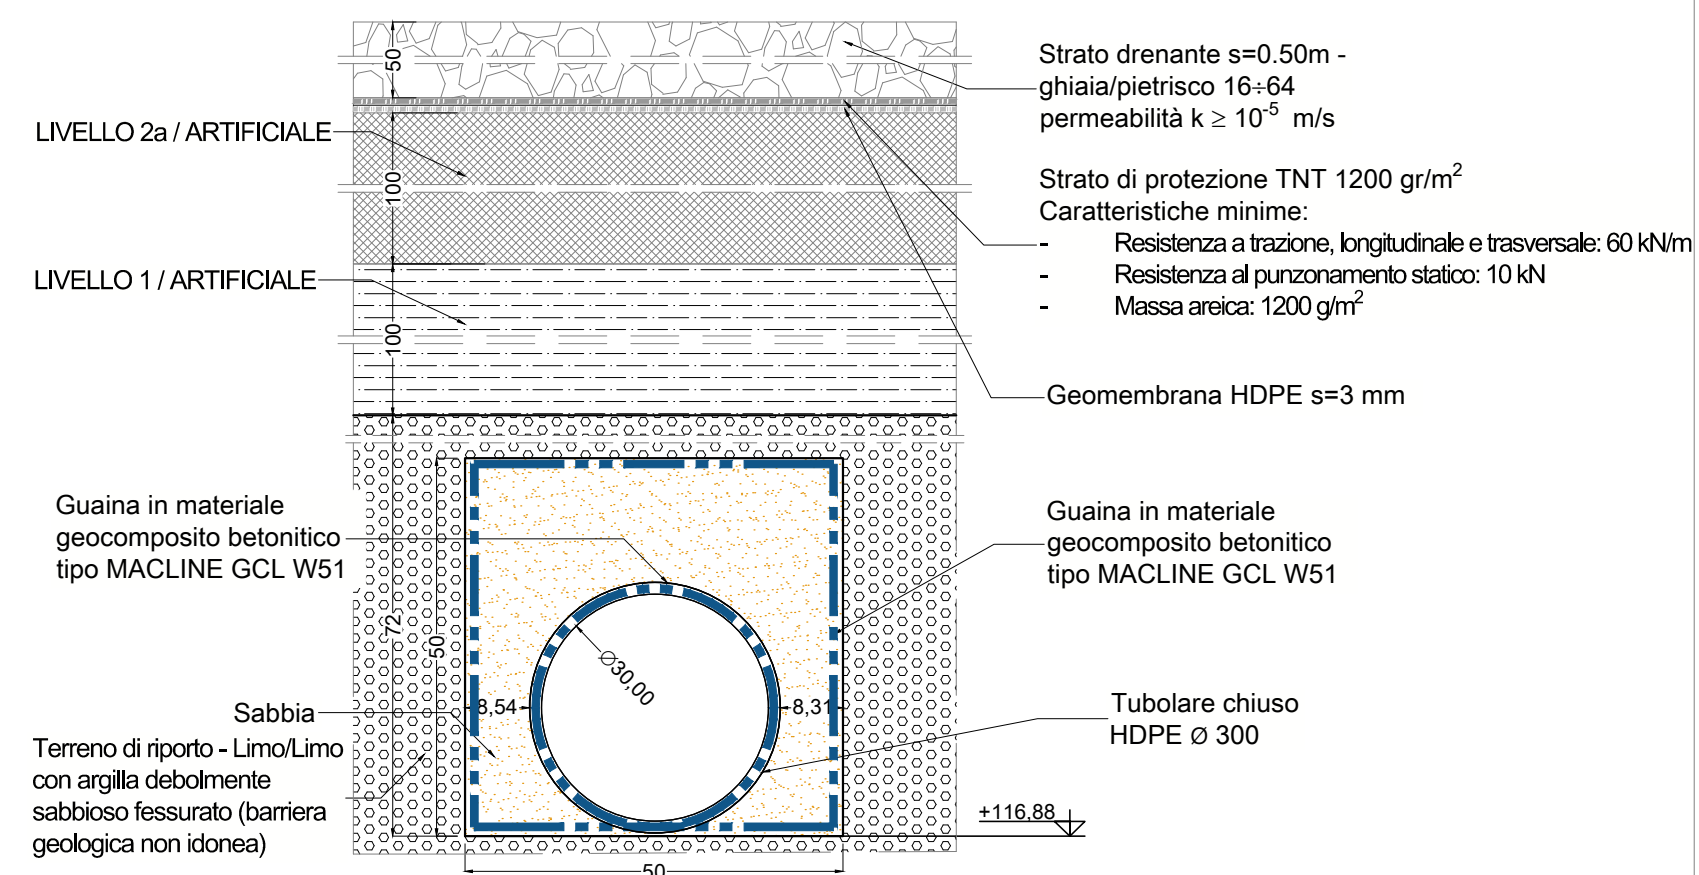 50
Strato drenante s=0.50m -
ghiaia/pietrisco 16÷64
permeabilità k ≥ 10⁻⁵ m/s
LIVELLO 2a / ARTIFICIALE
100
Strato di protezione TNT 1200 gr/m²
Caratteristiche minime:
- Resistenza a trazione, longitudinale e trasversale: 60 kN/m
- Resistenza al punzonamento statico: 10 kN
- Massa areica: 1200 g/m²
LIVELLO 1 / ARTIFICIALE
100
Geomembrana HDPE s=3 mm
Guaina in materiale
geocomposito betonitico
tipo MACLINE GCL W51
Guaina in materiale
geocomposito betonitico
tipo MACLINE GCL W51
72
50
Ø30,00
8,54
8,31
Sabbia
Tubolare chiuso
HDPE Ø 300
Terreno di riporto - Limo/Limo
con argilla debolmente
sabbioso fessurato (barriera
geologica non idonea)
+116,88
50